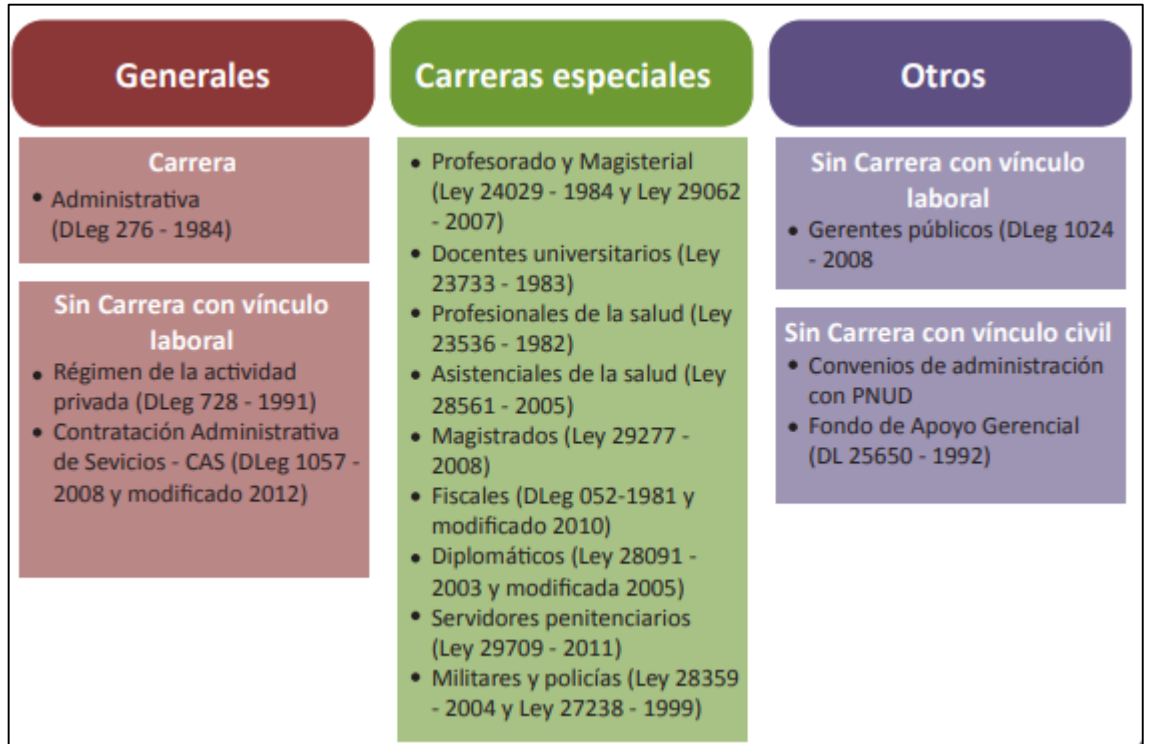 Generales
Carrera
• Administrativa
(DLeg 276 - 1984)
Sin Carrera con vínculo
laboral
• Régimen de la actividad
privada (DLeg 728 - 1991)
• Contratación Administrativa
de Sevicios - CAS (DLeg 1057 -
2008 y modificado 2012)
Carreras especiales
• Profesorado y Magisterial
(Ley 24029 - 1984 y Ley 29062
- 2007)
• Docentes universitarios (Ley
23733 - 1983)
• Profesionales de la salud (Ley
23536 - 1982)
• Asistenciales de la salud (Ley
28561 - 2005)
• Magistrados (Ley 29277 -
2008)
• Fiscales (DLeg 052-1981 y
modificado 2010)
• Diplomáticos (Ley 28091 -
2003 y modificada 2005)
• Servidores penitenciarios
(Ley 29709 - 2011)
• Militares y policías (Ley 28359
- 2004 y Ley 27238 - 1999)
Otros
Sin Carrera con vínculo
laboral
• Gerentes públicos (DLeg 1024
- 2008
Sin Carrera con vínculo civil
• Convenios de administración
con PNUD
• Fondo de Apoyo Gerencial
(DL 25650 - 1992)